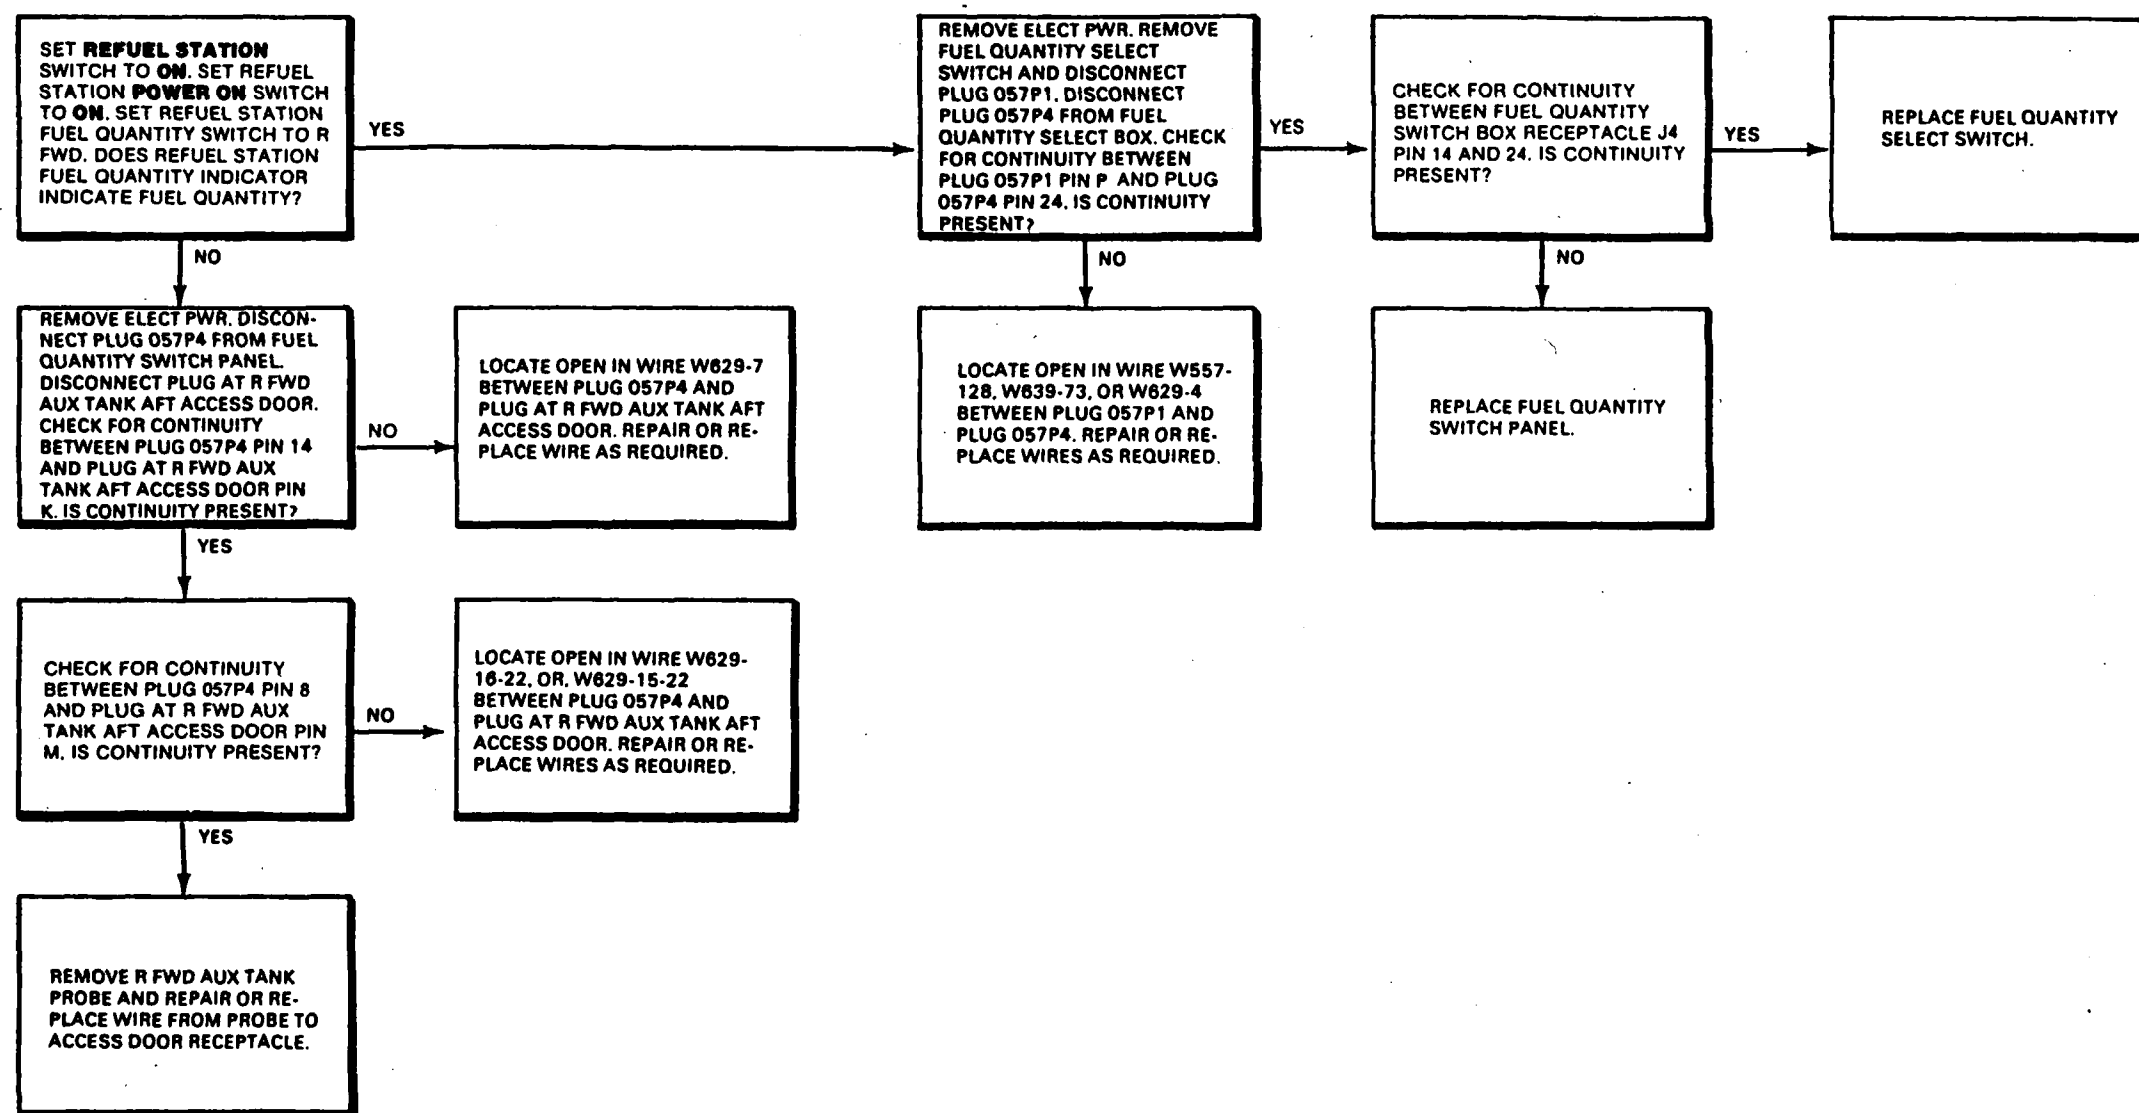 SET REFUEL STATION
SWITCH TO ON. SET REFUEL
STATION POWER ON SWITCH
TO ON. SET REFUEL STATION
FUEL QUANTITY SWITCH TO R
FWD. DOES REFUEL STATION
FUEL QUANTITY INDICATOR
INDICATE FUEL QUANTITY?
YES
REMOVE ELECT PWR. REMOVE
FUEL QUANTITY SELECT
SWITCH AND DISCONNECT
PLUG 057P1. DISCONNECT
PLUG 057P4 FROM FUEL
QUANTITY SELECT BOX. CHECK
FOR CONTINUITY BETWEEN
PLUG 057P1 PIN P AND PLUG
057P4 PIN 24. IS CONTINUITY
PRESENT?
YES
CHECK FOR CONTINUITY
BETWEEN FUEL QUANTITY
SWITCH BOX RECEPTACLE J4
PIN 14 AND 24. IS CONTINUITY
PRESENT?
YES
REPLACE FUEL QUANTITY
SELECT SWITCH.
NO
NO
NO
REMOVE ELECT PWR. DISCON-
NECT PLUG 057P4 FROM FUEL
QUANTITY SWITCH PANEL.
DISCONNECT PLUG AT R FWD
AUX TANK AFT ACCESS DOOR.
CHECK FOR CONTINUITY
BETWEEN PLUG 057P4 PIN 14
AND PLUG AT R FWD AUX
TANK AFT ACCESS DOOR PIN
K. IS CONTINUITY PRESENT?
NO
LOCATE OPEN IN WIRE W629-7
BETWEEN PLUG 057P4 AND
PLUG AT R FWD AUX TANK AFT
ACCESS DOOR. REPAIR OR RE-
PLACE WIRE AS REQUIRED.
LOCATE OPEN IN WIRE W557-
128, W639-73, OR W629-4
BETWEEN PLUG 057P1 AND
PLUG 057P4. REPAIR OR RE-
PLACE WIRES AS REQUIRED.
REPLACE FUEL QUANTITY
SWITCH PANEL.
YES
CHECK FOR CONTINUITY
BETWEEN PLUG 057P4 PIN 8
AND PLUG AT R FWD AUX
TANK AFT ACCESS DOOR PIN
M. IS CONTINUITY PRESENT?
NO
LOCATE OPEN IN WIRE W629-
16-22, OR, W629-15-22
BETWEEN PLUG 057P4 AND
PLUG AT R FWD AUX TANK AFT
ACCESS DOOR. REPAIR OR RE-
PLACE WIRES AS REQUIRED.
YES
REMOVE R FWD AUX TANK
PROBE AND REPAIR OR RE-
PLACE WIRE FROM PROBE TO
ACCESS DOOR RECEPTACLE.